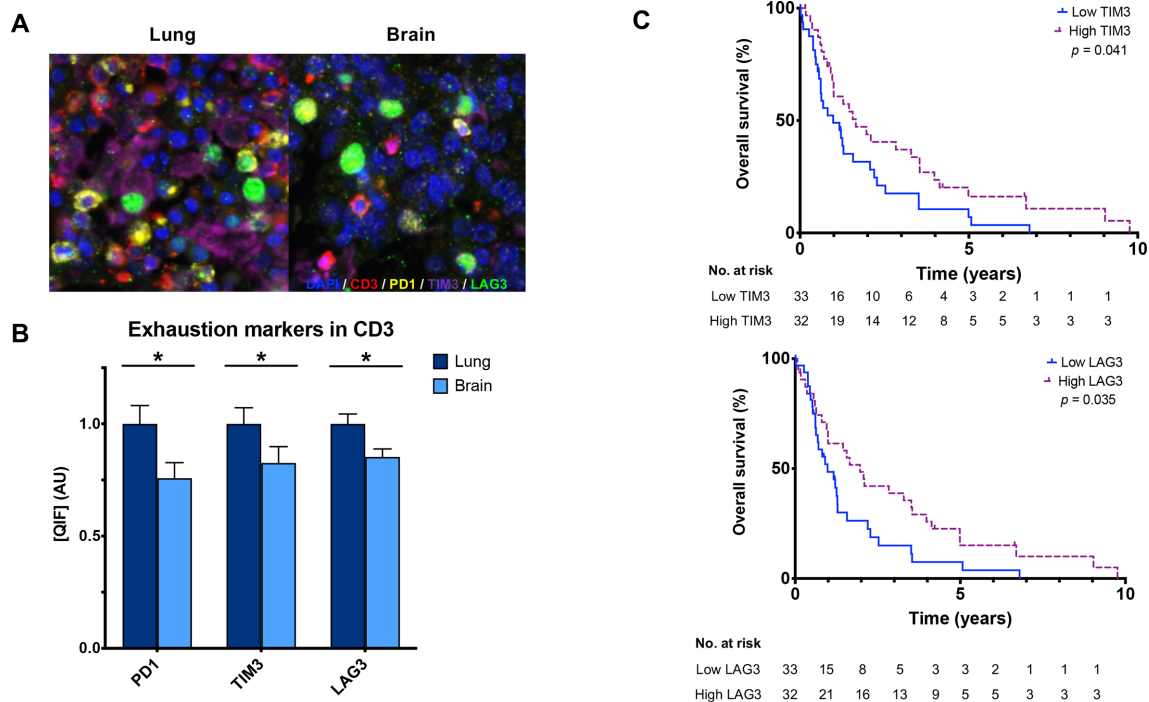 A
Lung Brain
DAPI / CD3 / PD1 / TIM3 / LAG3
B
Exhaustion markers in CD3
* * *
Lung
Brain
[QIF] (AU)
1.0
0.5
0.0
PD1 TIM3 LAG3
C
Low TIM3
High TIM3
p = 0.041
Overall survival (%)
100
50
0
0 5 10
Time (years)
No. at risk
Low TIM3 33 16 10 6 4 3 2 1 1 1
High TIM3 32 19 14 12 8 5 5 3 3 3
Low LAG3
High LAG3
p = 0.035
Overall survival (%)
100
50
0
0 5 10
Time (years)
No. at risk
Low LAG3 33 15 8 5 3 3 2 1 1 1
High LAG3 32 21 16 13 9 5 5 3 3 3